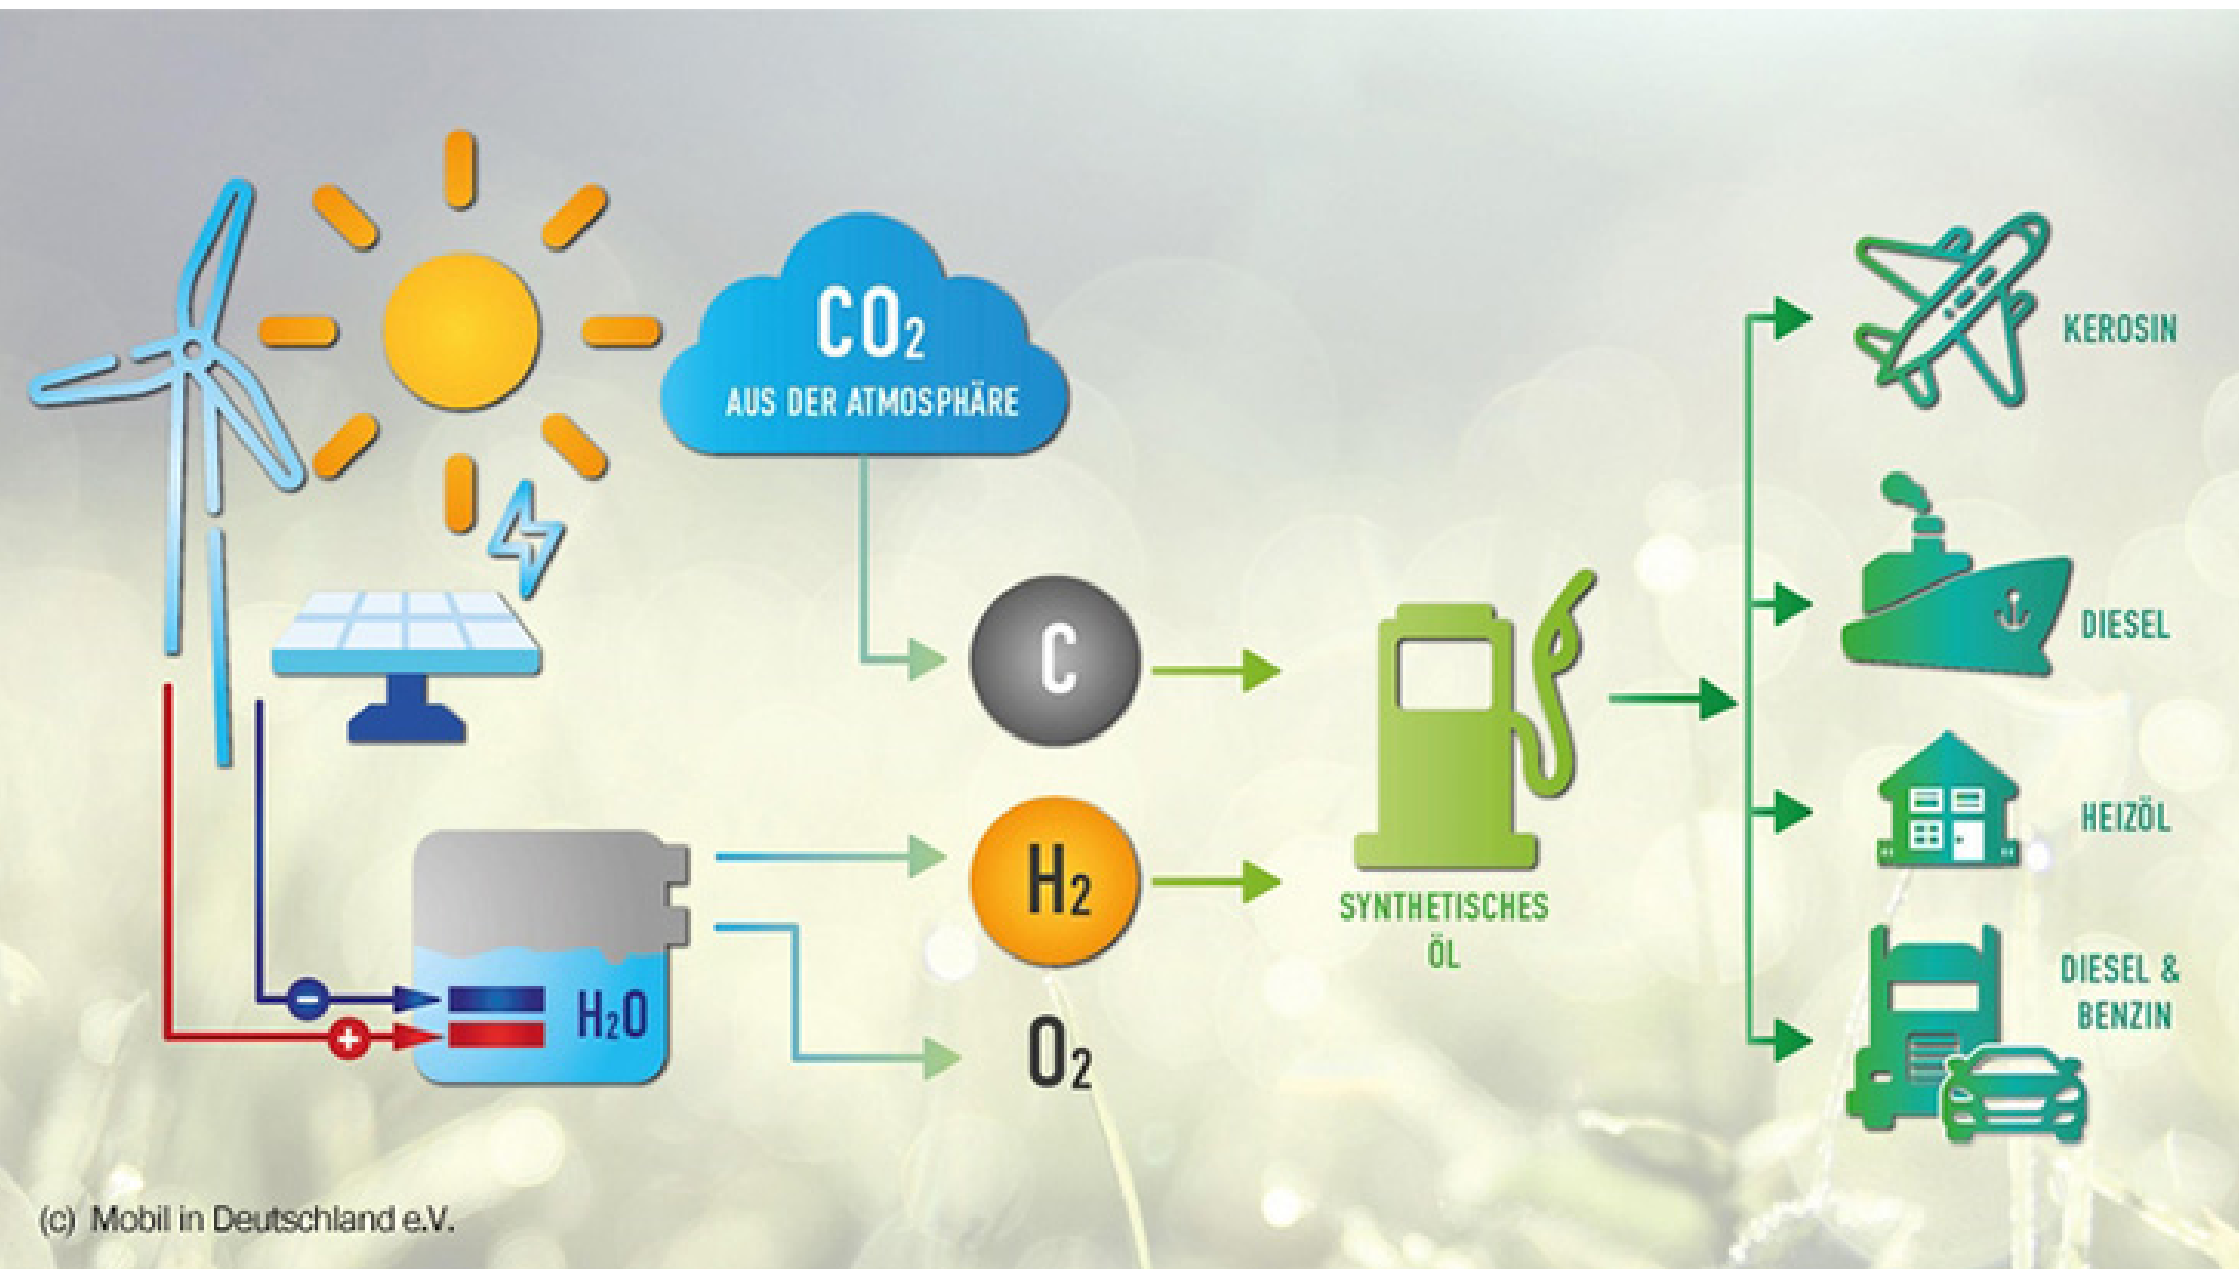 CO2
AUS DER ATMOSPHÄRE
C
H2
O2
H2O
−
+
SYNTHETISCHES
ÖL
KEROSIN
DIESEL
HEIZÖL
DIESEL &
BENZIN
(c) Mobil in Deutschland e.V.